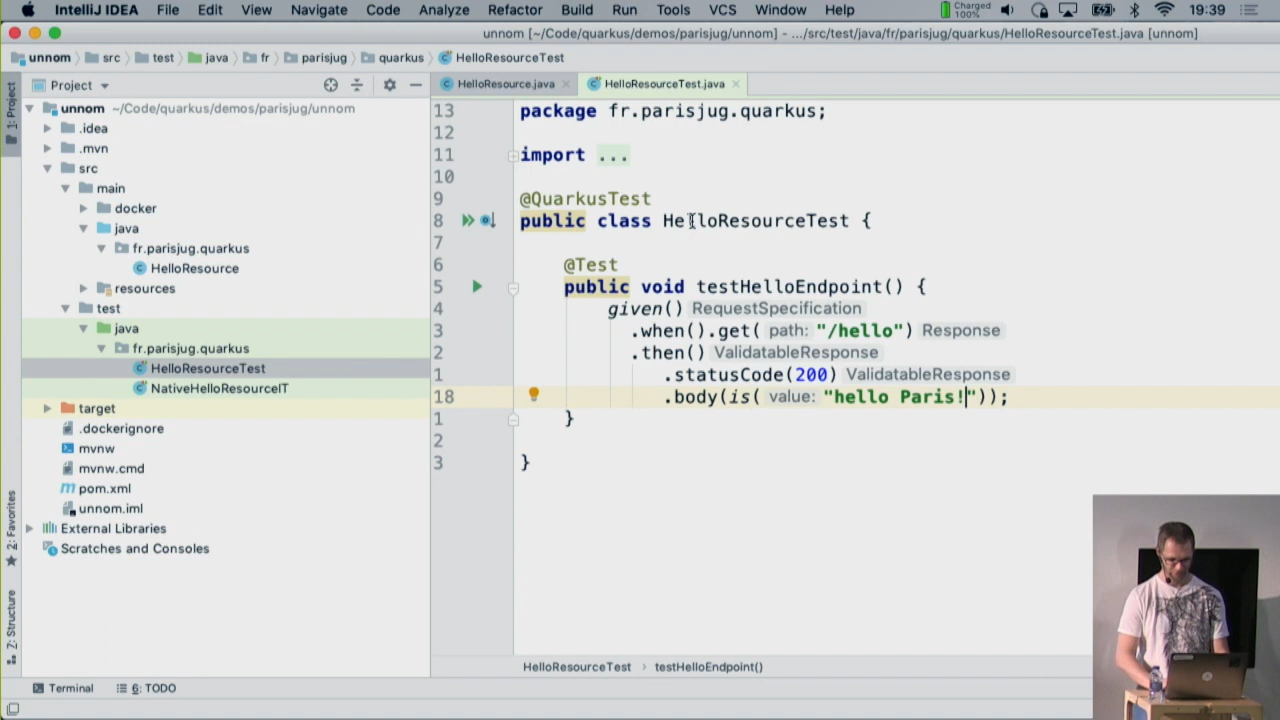 IntelliJ IDEA File Edit View Navigate Code Analyze Refactor Build Run Tools VCS Window Help Charged 100% 19:39
unnom [~/Code/quarkus/demos/parisjug/unnom] - .../src/test/java/fr/parisjug/quarkus/HelloResourceTest.java [unnom]
unnom src test java fr parisjug quarkus HelloResourceTest
1: Project
Project
HelloResource.java HelloResourceTest.java
unnom ~/Code/quarkus/demos/parisjug/unnom
.idea
.mvn
src
main
docker
java
fr.parisjug.quarkus
HelloResource
resources
test
java
fr.parisjug.quarkus
HelloResourceTest
NativeHelloResourceIT
target
.dockerignore
mvnw
mvnw.cmd
pom.xml
unnom.iml
External Libraries
Scratches and Consoles
13 package fr.parisjug.quarkus;
12
11 import ...
10
9 @QuarkusTest
8 public class HelloResourceTest {
7
6 @Test
5 public void testHelloEndpoint() {
4 given() RequestSpecification
3 .when().get( path: "/hello") Response
2 .then() ValidatableResponse
1 .statusCode(200) ValidatableResponse
18 .body(is( value: "hello Paris!"));
1 }
2
3 }
2: Favorites
Z: Structure
HelloResourceTest › testHelloEndpoint()
Terminal 6: TODO